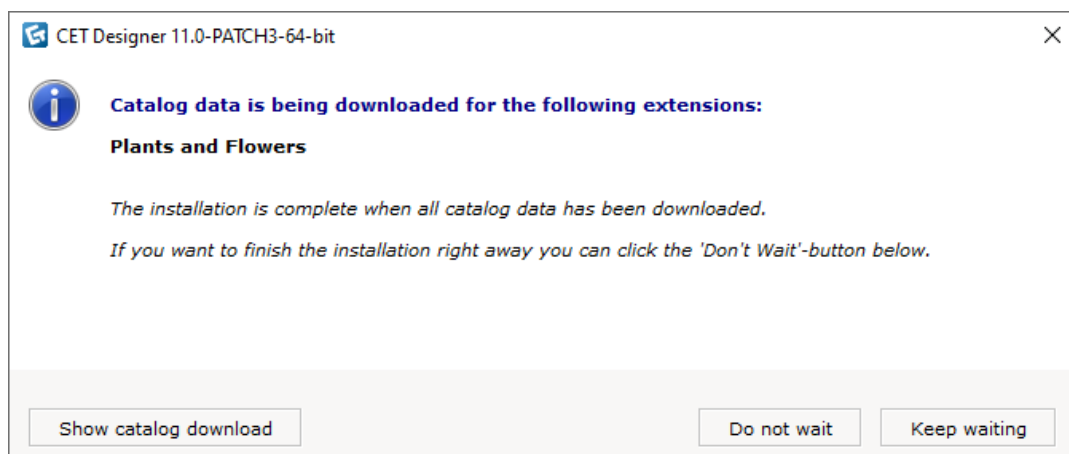 CET Designer 11.0-PATCH3-64-bit
Catalog data is being downloaded for the following extensions:
Plants and Flowers
The installation is complete when all catalog data has been downloaded.
If you want to finish the installation right away you can click the 'Don't Wait'-button below.
Show catalog download
Do not wait
Keep waiting